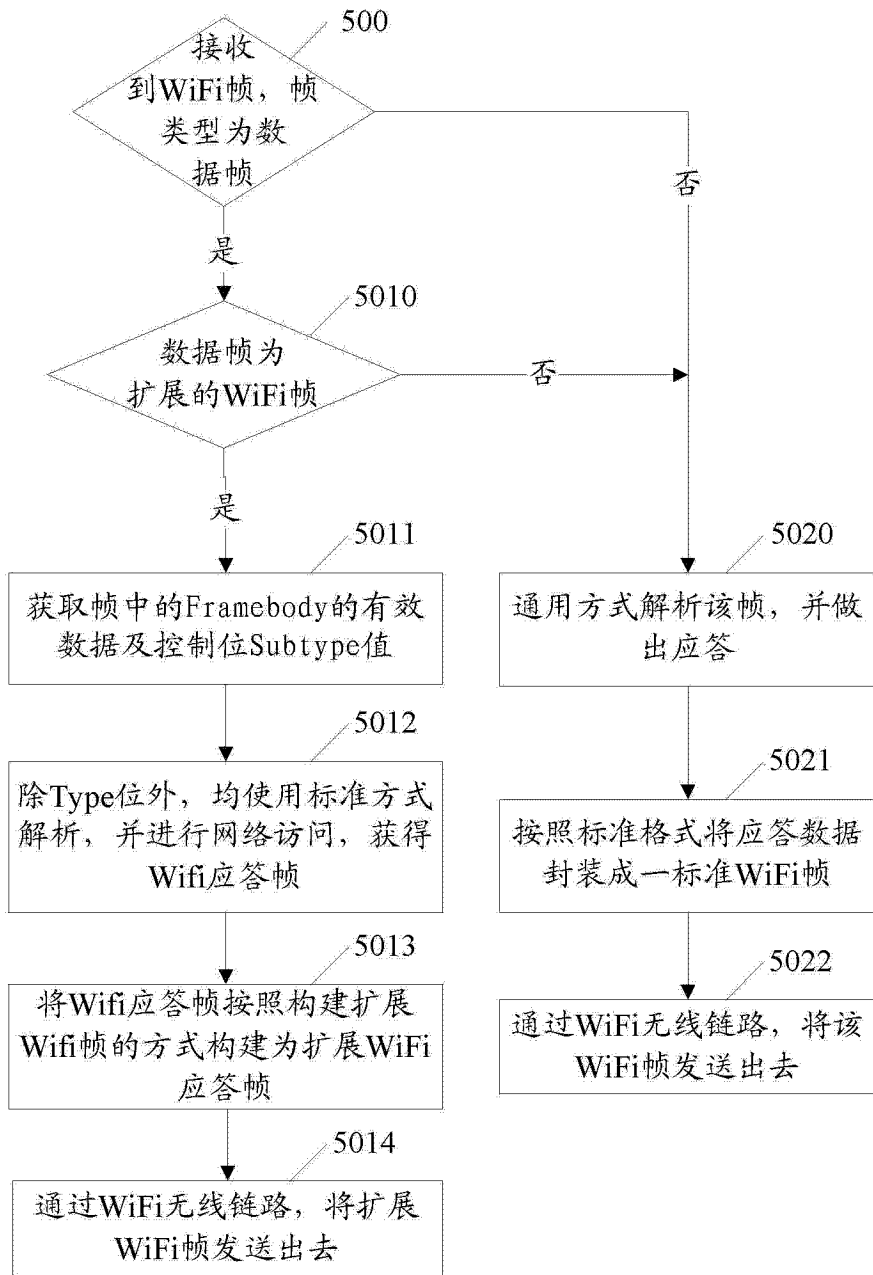 500
接收
到WiFi帧，帧
类型为数
据帧
否
是
5010
数据帧为
扩展的WiFi帧
否
是
5011
获取帧中的Framebody的有效
数据及控制位Subtype值
5020
通用方式解析该帧，并做
出应答
5012
除Type位外，均使用标准方式
解析，并进行网络访问，获得
Wifi应答帧
5021
按照标准格式将应答数据
封装成一标准WiFi帧
5013
将Wifi应答帧按照构建扩展
Wifi帧的方式构建为扩展WiFi
应答帧
5022
通过WiFi无线链路，将该
WiFi帧发送出去
5014
通过WiFi无线链路，将扩展
WiFi帧发送出去